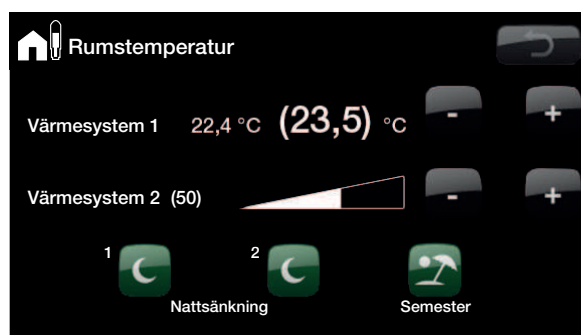 Rumstemperatur
Värmesystem 1 22,4 °C (23,5) °C - +
Värmesystem 2 (50) - +
1 2
Nattsänkning Semester